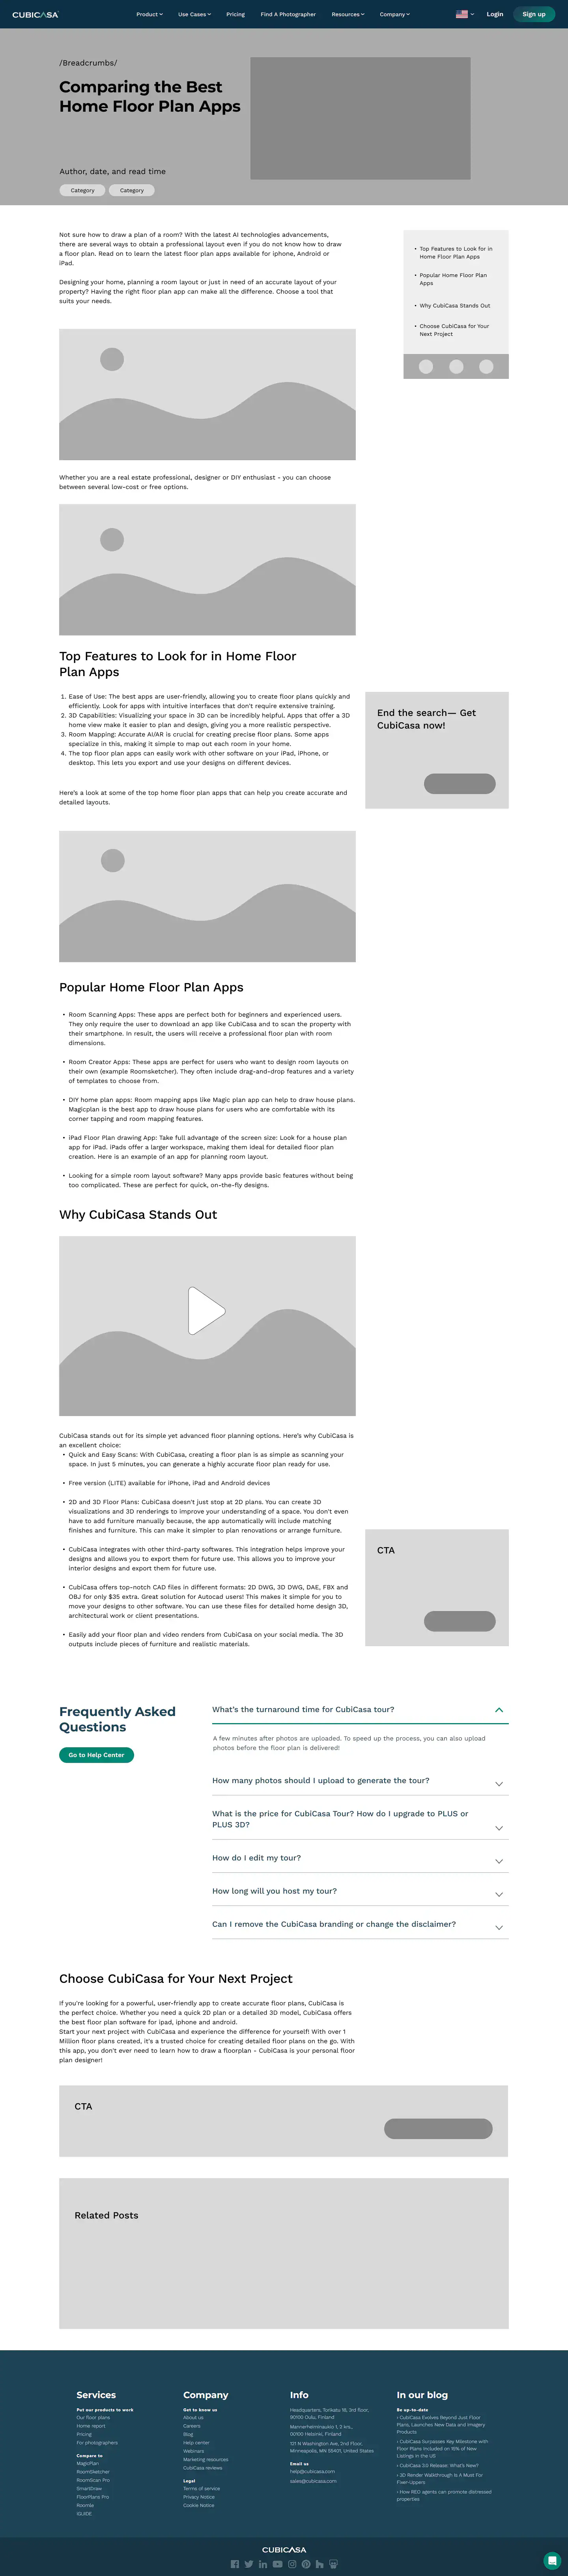 CUBICASA
Product
Use Cases
Pricing
Find A Photographer
Resources
Company
Login
Sign up
/Breadcrumbs/
Comparing the Best
Home Floor Plan Apps
Author, date, and read time
Category
Category
Not sure how to draw a plan of a room? With the latest AI technologies advancements,
there are several ways to obtain a professional layout even if you do not know how to draw
a floor plan. Read on to learn the latest floor plan apps available for iphone, Android or
iPad.
Designing your home, planning a room layout or just in need of an accurate layout of your
property? Having the right floor plan app can make all the difference. Choose a tool that
suits your needs.
• Top Features to Look for in
Home Floor Plan Apps
• Popular Home Floor Plan
Apps
• Why CubiCasa Stands Out
• Choose CubiCasa for Your
Next Project
Whether you are a real estate professional, designer or DIY enthusiast - you can choose
between several low-cost or free options.
Top Features to Look for in Home Floor
Plan Apps
1. Ease of Use: The best apps are user-friendly, allowing you to create floor plans quickly and
efficiently. Look for apps with intuitive interfaces that don't require extensive training.
2. 3D Capabilities: Visualizing your space in 3D can be incredibly helpful. Apps that offer a 3D
home view make it easier to plan and design, giving you a more realistic perspective.
3. Room Mapping: Accurate AI/AR is crucial for creating precise floor plans. Some apps
specialize in this, making it simple to map out each room in your home.
4. The top floor plan apps can easily work with other software on your iPad, iPhone, or
desktop. This lets you export and use your designs on different devices.
End the search— Get
CubiCasa now!
Here's a look at some of the top home floor plan apps that can help you create accurate and
detailed layouts.
Popular Home Floor Plan Apps
• Room Scanning Apps: These apps are perfect both for beginners and experienced users.
They only require the user to download an app like CubiCasa and to scan the property with
their smartphone. In result, the users will receive a professional floor plan with room
dimensions.
• Room Creator Apps: These apps are perfect for users who want to design room layouts on
their own (example Roomsketcher). They often include drag-and-drop features and a variety
of templates to choose from.
• DIY home plan apps: Room mapping apps like Magic plan app can help to draw house plans.
Magicplan is the best app to draw house plans for users who are comfortable with its
corner tapping and room mapping features.
• iPad Floor Plan drawing App: Take full advantage of the screen size: Look for a house plan
app for iPad. iPads offer a larger workspace, making them ideal for detailed floor plan
creation. Here is an example of an app for planning room layout.
• Looking for a simple room layout software? Many apps provide basic features without being
too complicated. These are perfect for quick, on-the-fly designs.
Why CubiCasa Stands Out
CubiCasa stands out for its simple yet advanced floor planning options. Here's why CubiCasa is
an excellent choice:
• Quick and Easy Scans: With CubiCasa, creating a floor plan is as simple as scanning your
space. In just 5 minutes, you can generate a highly accurate floor plan ready for use.
• Free version (LITE) available for iPhone, iPad and Android devices
• 2D and 3D Floor Plans: CubiCasa doesn't just stop at 2D plans. You can create 3D
visualizations and 3D renderings to improve your understanding of a space. You don't even
have to add furniture manually because, the app automatically will include matching
finishes and furniture. This can make it simpler to plan renovations or arrange furniture.
• CubiCasa integrates with other third-party softwares. This integration helps improve your
designs and allows you to export them for future use. This allows you to improve your
interior designs and export them for future use.
• CubiCasa offers top-notch CAD files in different formats: 2D DWG, 3D DWG, DAE, FBX and
OBJ for only $35 extra. Great solution for Autocad users! This makes it simple for you to
move your designs to other software. You can use these files for detailed home design 3D,
architectural work or client presentations.
• Easily add your floor plan and video renders from CubiCasa on your social media. The 3D
outputs include pieces of furniture and realistic materials.
CTA
Frequently Asked
Questions
Go to Help Center
What's the turnaround time for CubiCasa tour?
A few minutes after photos are uploaded. To speed up the process, you can also upload
photos before the floor plan is delivered!
How many photos should I upload to generate the tour?
What is the price for CubiCasa Tour? How do I upgrade to PLUS or
PLUS 3D?
How do I edit my tour?
How long will you host my tour?
Can I remove the CubiCasa branding or change the disclaimer?
Choose CubiCasa for Your Next Project
If you're looking for a powerful, user-friendly app to create accurate floor plans, CubiCasa is
the perfect choice. Whether you need a quick 2D plan or a detailed 3D model, CubiCasa offers
the best floor plan software for Ipad, iphone and android.
Start your next project with CubiCasa and experience the difference for yourself! With over 1
Million floor plans created, it's a trusted choice for creating detailed floor plans on the go. With
this app, you don't ever need to learn how to draw a floorplan - CubiCasa is your personal floor
plan designer!
CTA
Related Posts
Services
Put our products to work
Our floor plans
Home report
Pricing
For photographers
Compare to
MagicPlan
RoomSketcher
RoomScan Pro
SmartDraw
FloorPlans Pro
Roomle
iGUIDE
Company
Get to know us
About us
Careers
Blog
Help center
Webinars
Marketing resources
CubiCasa reviews
Legal
Terms of service
Privacy Notice
Cookie Notice
Info
Headquarters, Torikatu 18, 3rd floor,
90100 Oulu, Finland
Mannerheiminaukio 1, 3 krs.,
00100 Helsinki, Finland
121 N Washington Ave, 2nd Floor,
Minneapolis, MN 55401, United States
Email us
help@cubicasa.com
sales@cubicasa.com
In our blog
Be up-to-date
› CubiCasa Evolves Beyond Just Floor
Plans, Launches New Data and Imagery
Products
› CubiCasa Surpasses Key Milestone with
Floor Plans Included on 15% of New
Listings in the US
› CubiCasa 3.0 Release: What's New?
› 3D Render Walkthrough Is A Must For
Fixer-Uppers
› How REO agents can promote distressed
properties
CUBICASA